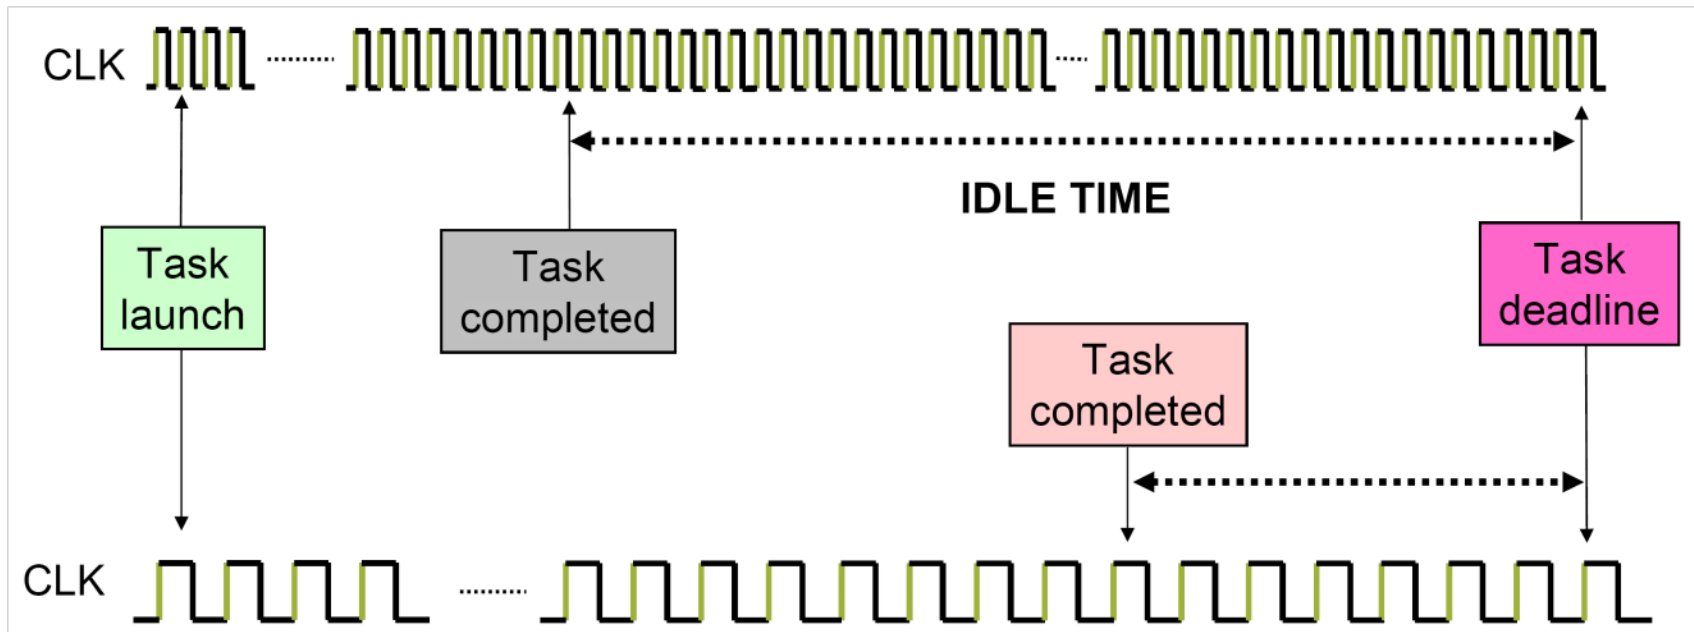 CLK
IDLE TIME
Task
launch
Task
completed
Task
deadline
Task
completed
CLK